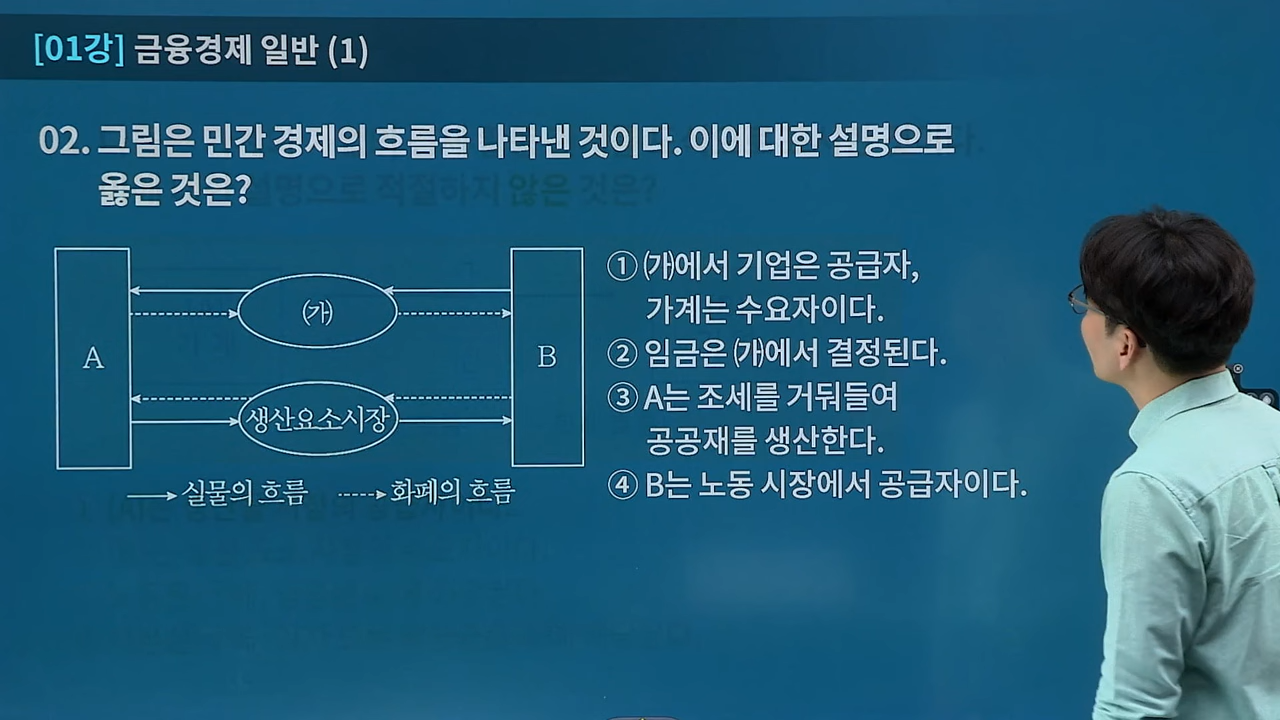 [01강] 금융경제 일반 (1)
02. 그림은 민간 경제의 흐름을 나타낸 것이다. 이에 대한 설명으로
옳은 것은?
A
(가)
생산요소시장
B
실물의 흐름
화폐의 흐름
① ㈎에서 기업은 공급자,
가계는 수요자이다.
② 임금은 ㈎에서 결정된다.
③ A는 조세를 거둬들여
공공재를 생산한다.
④ B는 노동 시장에서 공급자이다.